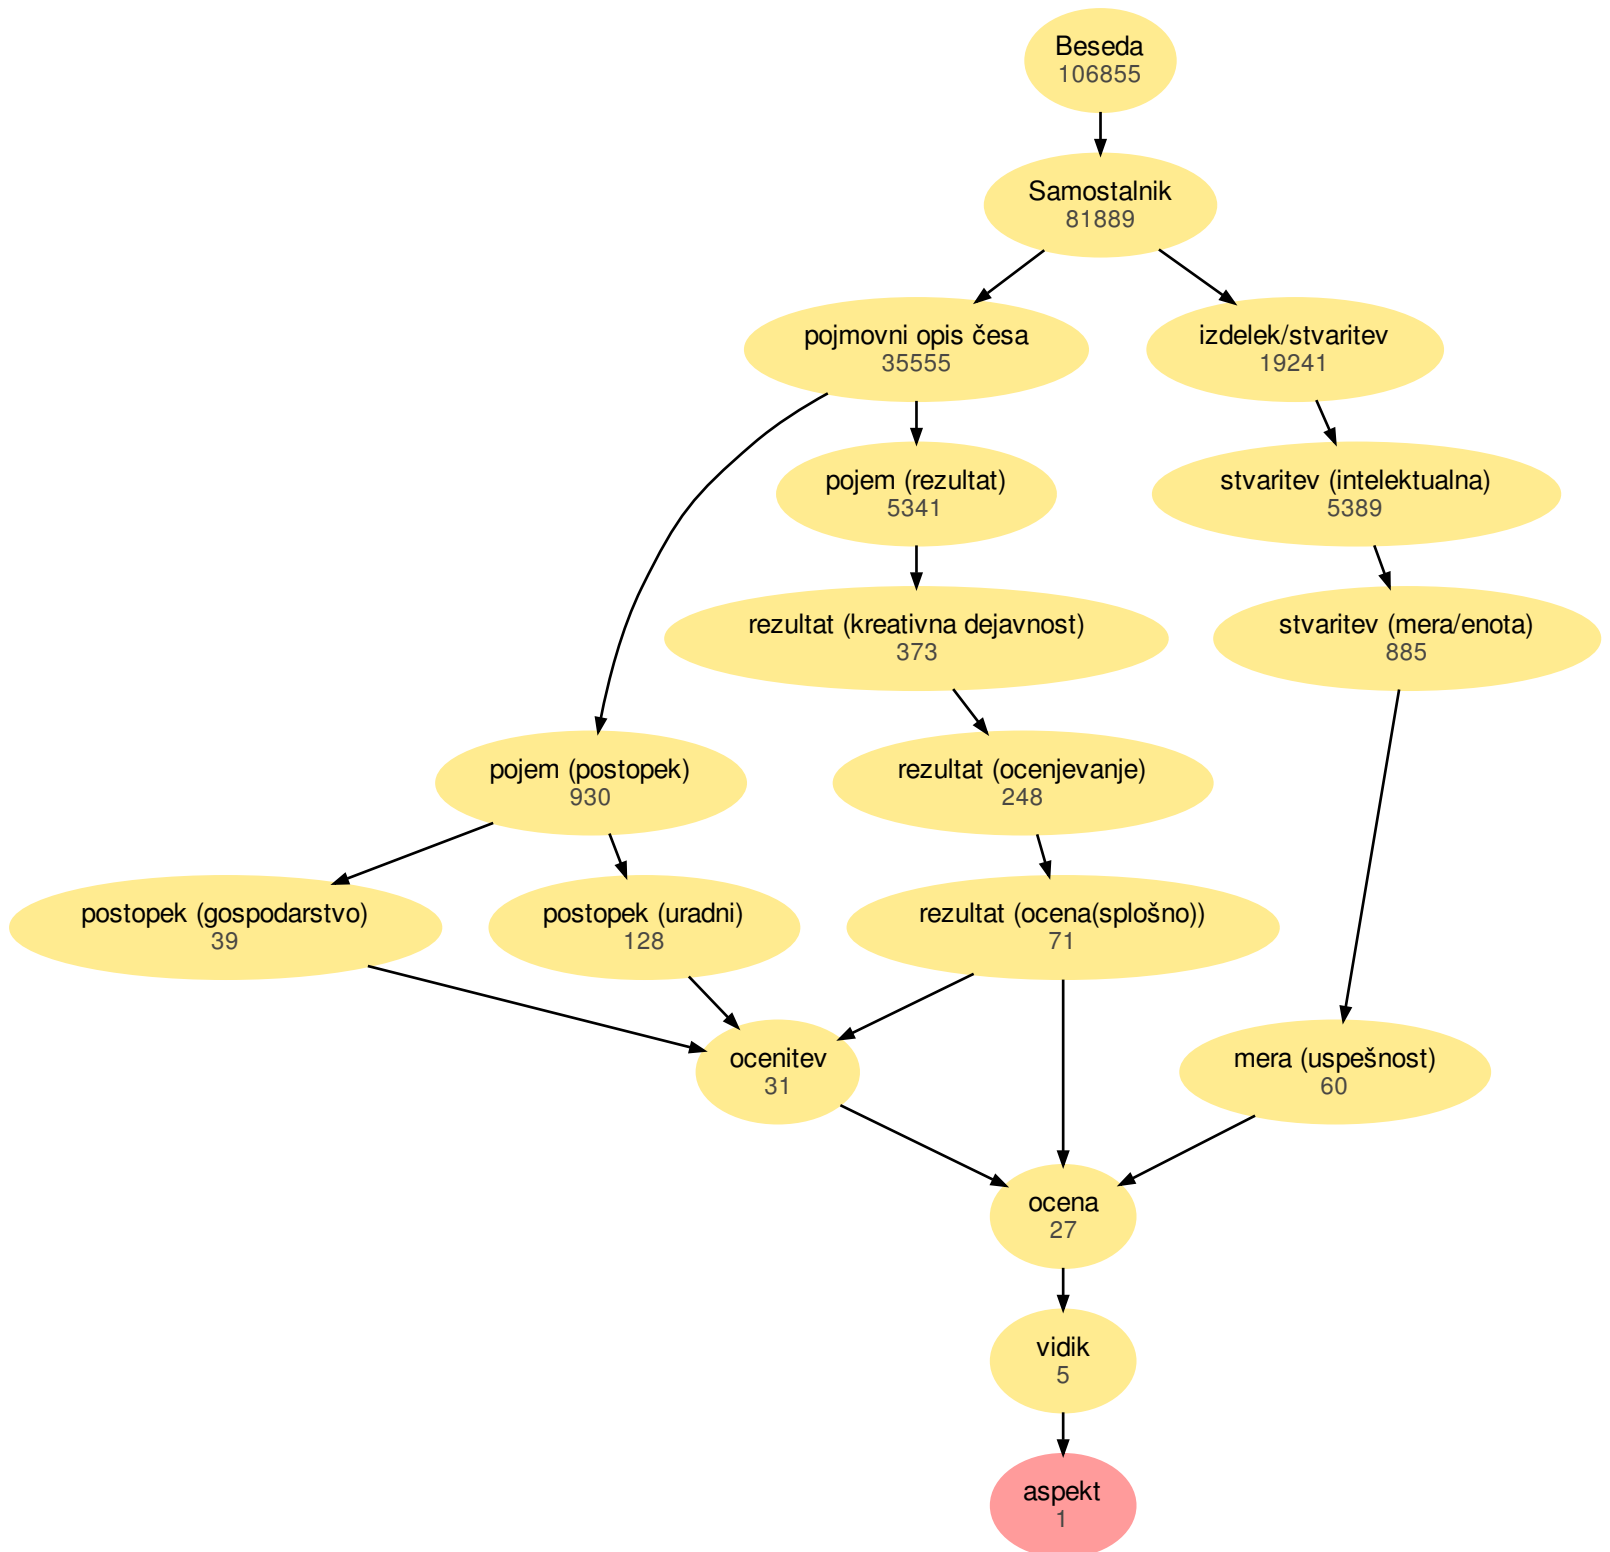 Beseda
106855
Samostalnik
81889
pojmovni opis česa
35555
izdelek/stvaritev
19241
pojem (rezultat)
5341
stvaritev (intelektualna)
5389
rezultat (kreativna dejavnost)
373
stvaritev (mera/enota)
885
pojem (postopek)
930
rezultat (ocenjevanje)
248
postopek (gospodarstvo)
39
postopek (uradni)
128
rezultat (ocena(splošno))
71
ocenitev
31
mera (uspešnost)
60
ocena
27
vidik
5
aspekt
1